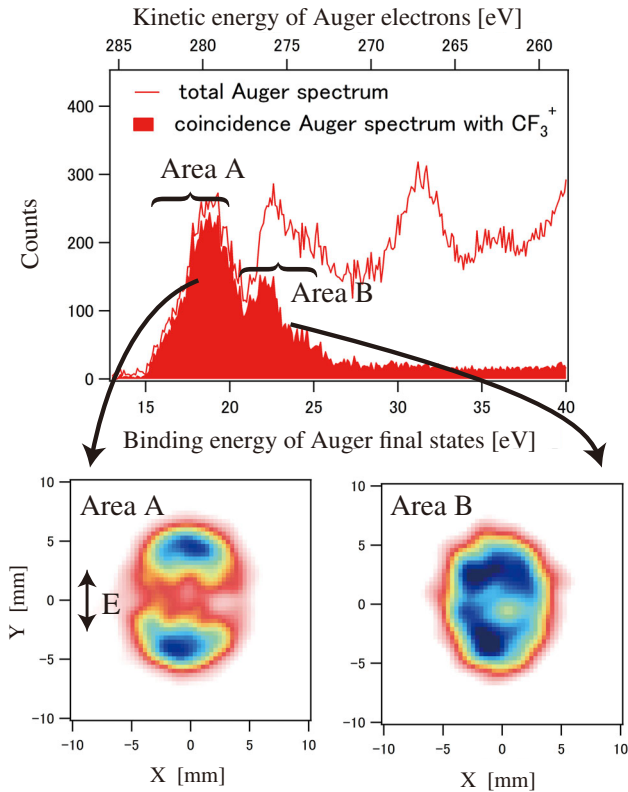 Kinetic energy of Auger electrons [eV]
285 280 275 270 265 260
total Auger spectrum
coincidence Auger spectrum with CF₃⁺
Area A
Area B
Counts
400
300
200
100
0
15 20 25 30 35 40
Binding energy of Auger final states [eV]
Area A
E
Y [mm]
10
5
0
-5
-10
-10 -5 0 5 10
X [mm]
Area B
10
5
0
-5
-10
-10 -5 0 5 10
X [mm]